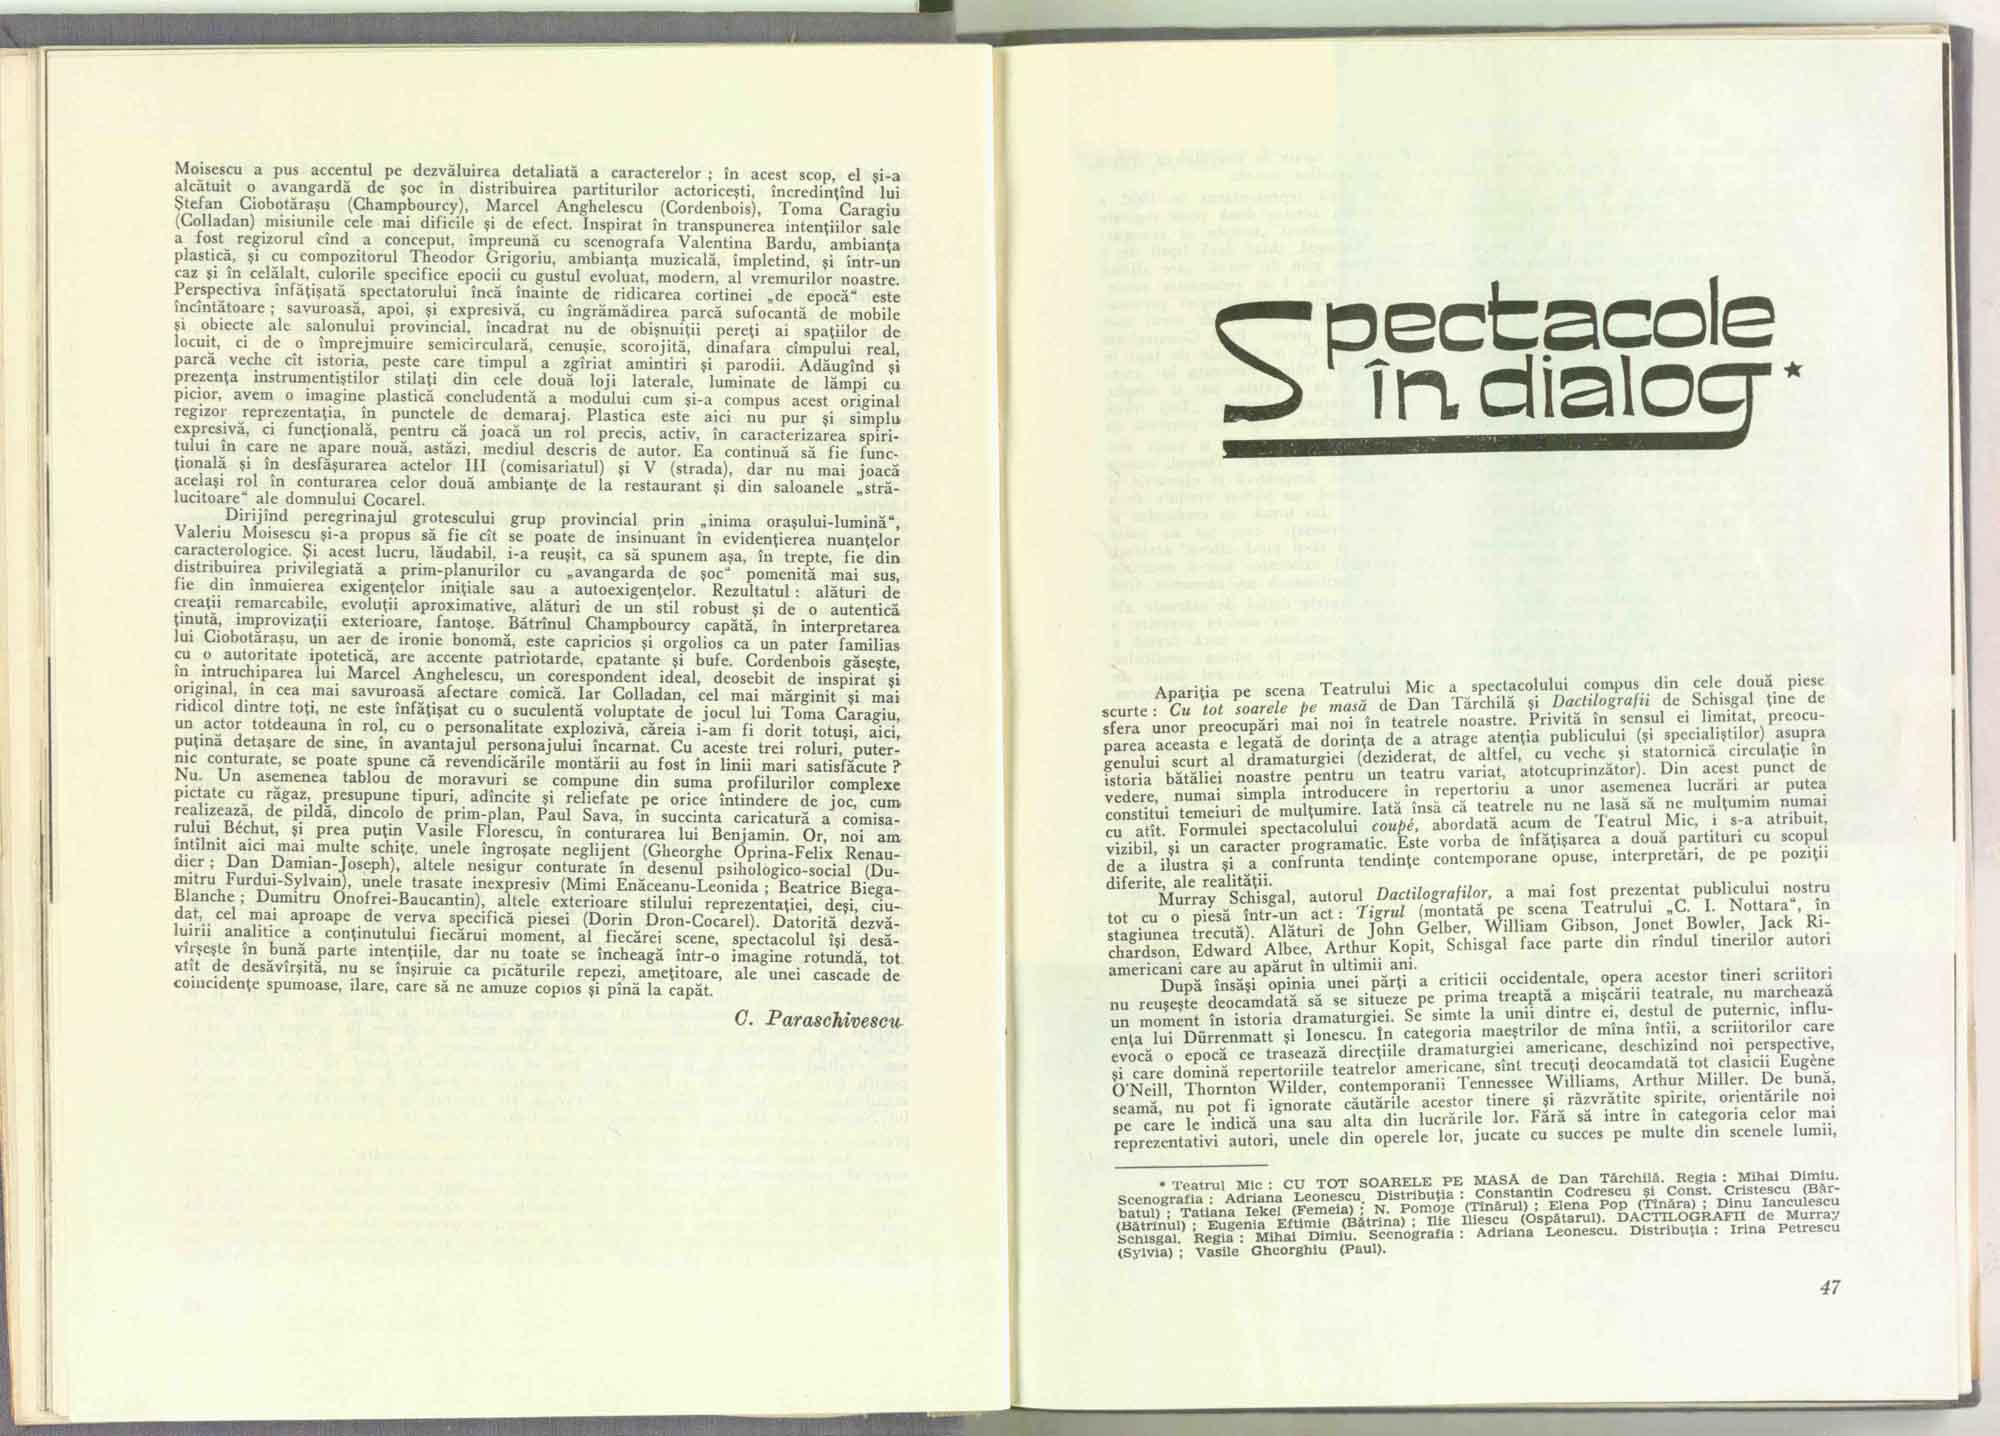 Moisescu a pus accentul pe dezvăluirea detaliată a caracterelor ; în acest scop, el și-a
alcătuit o avangardă de șoc în distribuirea partiturilor actoricești, încredințînd lui
Ștefan Ciobotărașu (Champbourcy), Marcel Anghelescu (Cordenbois), Toma Caragiu
(Colladan) misiunile cele mai dificile și de efect. Inspirat în transpunerea intențiilor sale
a fost regizorul cînd a conceput, împreună cu scenografa Valentina Bardu, ambianța
plastică, și cu compozitorul Theodor Grigoriu, ambianța muzicală, împletind, și într-un
caz și în celălalt, culorile specifice epocii cu gustul evoluat, modern, al vremurilor noastre.
Perspectiva înfățișată spectatorului încă înainte de ridicarea cortinei „de epocă“ este
încîntătoare ; savuroasă, apoi, și expresivă, cu îngrămădirea parcă sufocantă de mobile
și obiecte ale salonului provincial, încadrat nu de obișnuiții pereți ai spațiilor de
locuit, ci de o împrejmuire semicirculară, cenușie, scorojită, dinafara cîmpului real,
parcă veche cît istoria, peste care timpul a zgîriat amintiri și parodii. Adăugînd și
prezența instrumentiștilor stilați din cele două loji laterale, luminate de lămpi cu
picior, avem o imagine plastică concludentă a modului cum și-a compus acest original
regizor reprezentația, în punctele de demaraj. Plastica este aici nu pur și simplu
expresivă, ci funcțională, pentru că joacă un rol precis, activ, în caracterizarea spiri-
tului în care ne apare nouă, astăzi, mediul descris de autor. Ea continuă să fie func-
țională și în desfășurarea actelor III (comisariatul) și V (strada), dar nu mai joacă
același rol în conturarea celor două ambianțe de la restaurant și din saloanele „stră-
lucitoare“ ale domnului Cocarel.
Dirijînd peregrinajul grotescului grup provincial prin „inima orașului-lumină“,
Valeriu Moisescu și-a propus să fie cît se poate de insinuant în evidențierea nuanțelor
caracterologice. Și acest lucru, lăudabil, i-a reușit, ca să spunem așa, în trepte, fie din
distribuirea privilegiată a prim-planurilor cu „avangarda de șoc“ pomenită mai sus,
fie din înmuierea exigențelor inițiale sau a autoexigențelor. Rezultatul : alături de
creații remarcabile, evoluții aproximative, alături de un stil robust și de o autentică
ținută, improvizații exterioare, fantoșe. Bătrînul Champbourcy capătă, în interpretarea
lui Ciobotărașu, un aer de ironie bonomă, este capricios și orgolios ca un pater familias
cu o autoritate ipotetică, are accente patriotarde, epatante și bufe. Cordenbois găsește,
în intruchiparea lui Marcel Anghelescu, un corespondent ideal, deosebit de inspirat și
original, în cea mai savuroasă afectare comică. Iar Colladan, cel mai mărginit și mai
ridicol dintre toți, ne este înfățișat cu o suculentă voluptate de jocul lui Toma Caragiu,
un actor totdeauna în rol, cu o personalitate explozivă, căreia i-am fi dorit totuși, aici,
puțină detașare de sine, în avantajul personajului încarnat. Cu aceste trei roluri, puter-
nic conturate, se poate spune că revendicările montării au fost în linii mari satisfăcute ?
Nu. Un asemenea tablou de moravuri se compune din suma profilurilor complexe
pictate cu răgaz, presupune tipuri, adîncite și reliefate pe orice întindere de joc, cum
realizează, de pildă, dincolo de prim-plan, Paul Sava, în succinta caricatură a comisa-
rului Béchut, și prea puțin Vasile Florescu, în conturarea lui Benjamin. Or, noi am
întîlnit aici mai multe schițe, unele îngroșate neglijent (Gheorghe Oprina-Felix Renau-
dier ; Dan Damian-Joseph), altele nesigur conturate în desenul psihologico-social (Du-
mitru Furdui-Sylvain), unele trasate inexpresiv (Mimi Enăceanu-Leonida ; Beatrice Biega-
Blanche ; Dumitru Onofrei-Baucantin), altele exterioare stilului reprezentației, deși, ciu-
dat, cel mai aproape de verva specifică piesei (Dorin Dron-Cocarel). Datorită dezvă-
luirii analitice a conținutului fiecărui moment, al fiecărei scene, spectacolul își desă-
vîrșește în bună parte intențiile, dar nu toate se încheagă într-o imagine rotundă, tot
atît de desăvîrșită, nu se înșiruie ca picăturile repezi, amețitoare, ale unei cascade de
coincidențe spumoase, ilare, care să ne amuze copios și pînă la capăt.
C. Paraschivescu
Spectacole
în dialog *
Apariția pe scena Teatrului Mic a spectacolului compus din cele două piese
scurte : Cu tot soarele pe masă de Dan Tărchilă și Dactilografii de Schisgal ține de
sfera unor preocupări mai noi în teatrele noastre. Privită în sensul ei limitat, preocu-
parea aceasta e legată de dorința de a atrage atenția publicului (și specialiștilor) asupra
genului scurt al dramaturgiei (deziderat, de altfel, cu veche și statornică circulație în
istoria bătăliei noastre pentru un teatru variat, atotcuprinzător). Din acest punct de
vedere, numai simpla introducere în repertoriu a unor asemenea lucrări ar putea
constitui temeiuri de mulțumire. Iată însă că teatrele nu ne lasă să ne mulțumim numai
cu atît. Formulei spectacolului coupé, abordată acum de Teatrul Mic, i s-a atribuit,
vizibil, și un caracter programatic. Este vorba de înfățișarea a două partituri cu scopul
de a ilustra și a confrunta tendințe contemporane opuse, interpretări, de pe poziții
diferite, ale realității.
Murray Schisgal, autorul Dactilografilor, a mai fost prezentat publicului nostru
tot cu o piesă într-un act : Tigrul (montată pe scena Teatrului „C. I. Nottara“, în
stagiunea trecută). Alături de John Gelber, William Gibson, Jonet Bowler, Jack Ri-
chardson, Edward Albee, Arthur Kopit, Schisgal face parte din rîndul tinerilor autori
americani care au apărut în ultimii ani.
După însăși opinia unei părți a criticii occidentale, opera acestor tineri scriitori
nu reușește deocamdată să se situeze pe prima treaptă a mișcării teatrale, nu marchează
un moment în istoria dramaturgiei. Se simte la unii dintre ei, destul de puternic, influ-
ența lui Dürrenmatt și Ionescu. În categoria maeștrilor de mîna întîi, a scriitorilor care
evocă o epocă ce trasează direcțiile dramaturgiei americane, deschizînd noi perspective,
și care domină repertoriile teatrelor americane, sînt trecuți deocamdată tot clasicii Eugène
O'Neill, Thornton Wilder, contemporanii Tennessee Williams, Arthur Miller. De bună,
seamă, nu pot fi ignorate căutările acestor tinere și răzvrătite spirite, orientările noi
pe care le indică una sau alta din lucrările lor. Fără să intre în categoria celor mai
reprezentativi autori, unele din operele lor, jucate cu succes pe multe din scenele lumii,
* Teatrul Mic : CU TOT SOARELE PE MASĂ de Dan Tărchilă. Regia : Mihai Dimiu.
Scenografia : Adriana Leonescu. Distribuția : Constantin Codrescu și Const. Cristescu (Băr-
batul) ; Tatiana Iekel (Femeia) ; N. Pomoje (Tînărul) ; Elena Pop (Tînăra) ; Dinu Ianculescu
(Bătrînul) ; Eugenia Eftimie (Bătrîna) ; Ilie Iliescu (Ospătarul). DACTILOGRAFII de Murray
Schisgal. Regia : Mihai Dimiu. Scenografia : Adriana Leonescu. Distribuția : Irina Petrescu
(Sylvia) ; Vasile Gheorghiu (Paul).
47